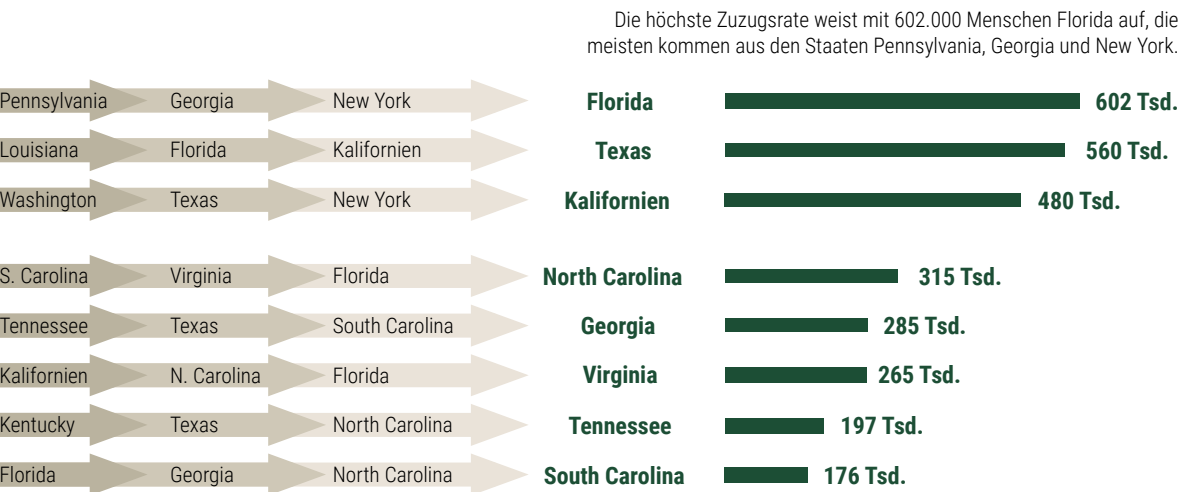 Die höchste Zuzugsrate weist mit 602.000 Menschen Florida auf, die
meisten kommen aus den Staaten Pennsylvania, Georgia und New York.
Pennsylvania Georgia New York Florida 602 Tsd.
Louisiana Florida Kalifornien Texas 560 Tsd.
Washington Texas New York Kalifornien 480 Tsd.
S. Carolina Virginia Florida North Carolina 315 Tsd.
Tennessee Texas South Carolina Georgia 285 Tsd.
Kalifornien N. Carolina Florida Virginia 265 Tsd.
Kentucky Texas North Carolina Tennessee 197 Tsd.
Florida Georgia North Carolina South Carolina 176 Tsd.